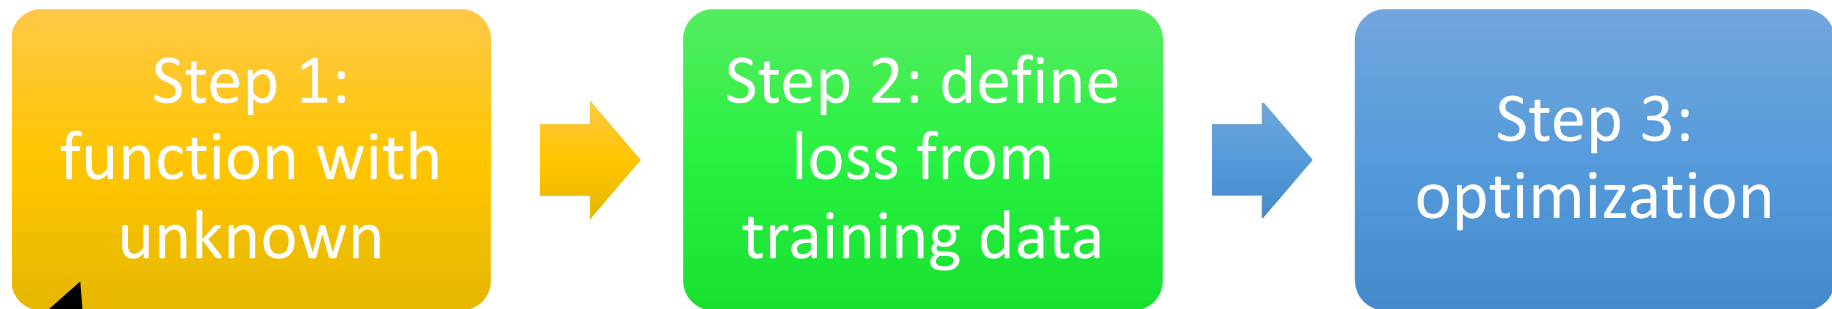 Step 1:
function with
unknown
Step 2: define
loss from
training data
Step 3:
optimization